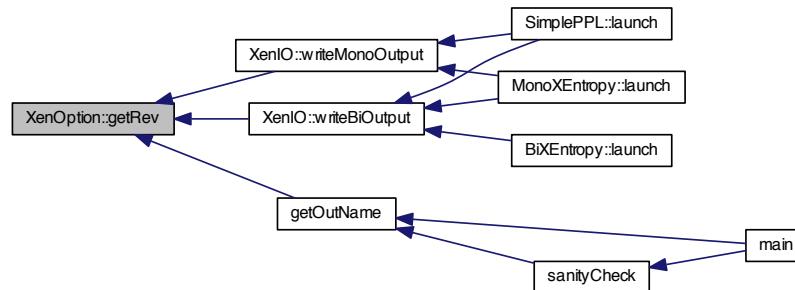 SimplePPL::launch
XenIO::writeMonoOutput
MonoXEntropy::launch
XenOption::getRev
XenIO::writeBiOutput
BiXEntropy::launch
getOutName
main
sanityCheck